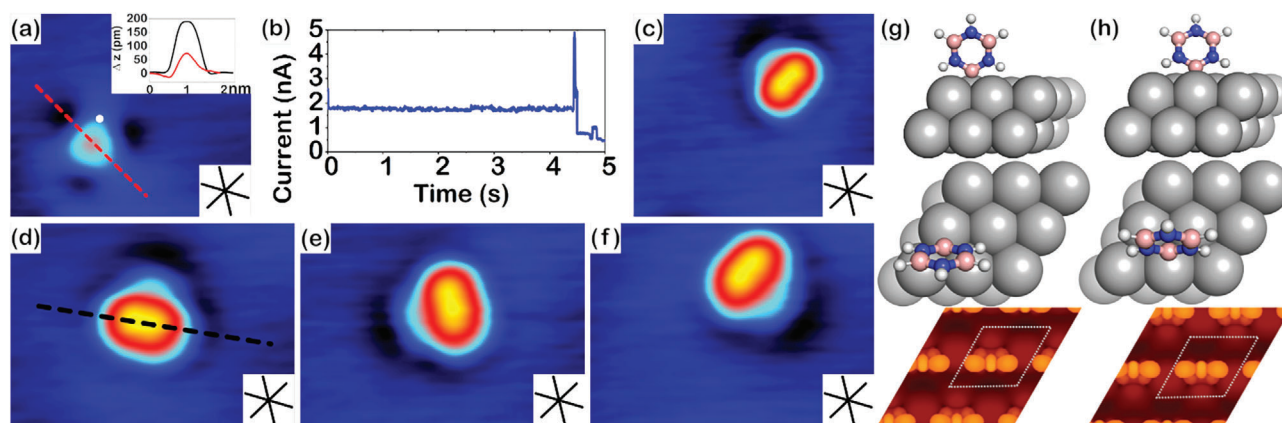 (a)
200
150
100
50
0
Δ z (pm)
0 1 2nm
(b)
Current (nA)
5
4
3
2
1
0
0 1 2 3 4 5
Time (s)
(c)
(d)
(e)
(f)
(g)
(h)